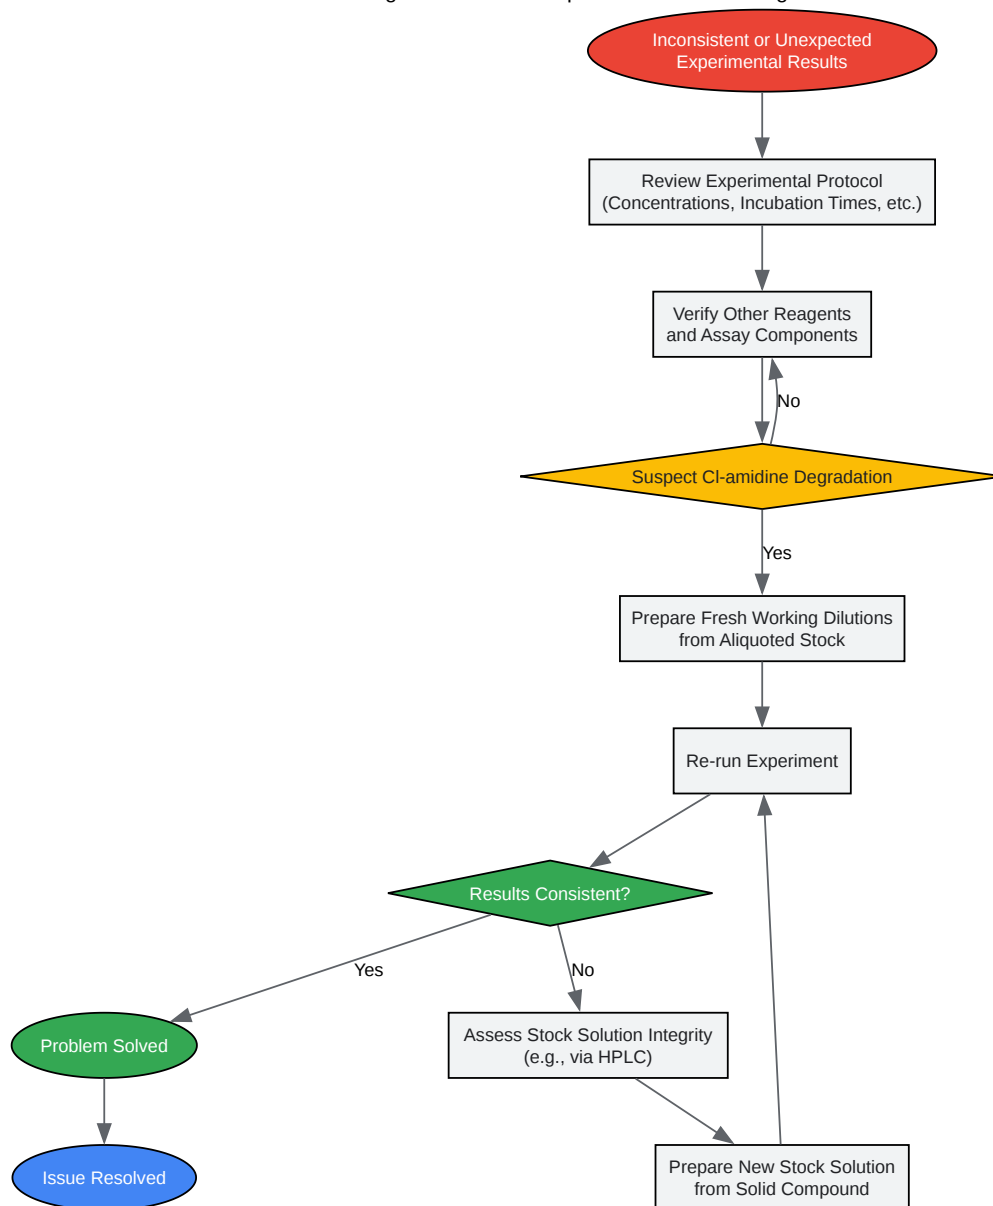 Inconsistent or Unexpected
Experimental Results
Review Experimental Protocol
(Concentrations, Incubation Times, etc.)
Verify Other Reagents
and Assay Components
No
Suspect Cl-amidine Degradation
Yes
Prepare Fresh Working Dilutions
from Aliquoted Stock
Re-run Experiment
Results Consistent?
Yes
No
Problem Solved
Assess Stock Solution Integrity
(e.g., via HPLC)
Issue Resolved
Prepare New Stock Solution
from Solid Compound